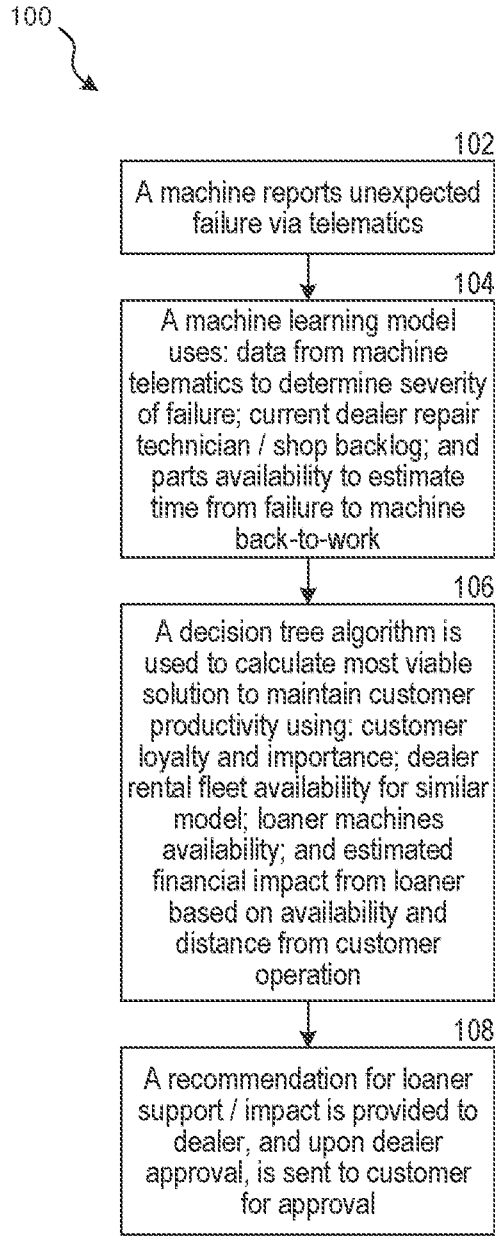 100
102
A machine reports unexpected
failure via telematics
104
A machine learning model
uses: data from machine
telematics to determine severity
of failure; current dealer repair
technician / shop backlog; and
parts availability to estimate
time from failure to machine
back-to-work
106
A decision tree algorithm is
used to calculate most viable
solution to maintain customer
productivity using: customer
loyalty and importance; dealer
rental fleet availability for similar
model; loaner machines
availability; and estimated
financial impact from loaner
based on availability and
distance from customer
operation
108
A recommendation for loaner
support / impact is provided to
dealer, and upon dealer
approval, is sent to customer
for approval